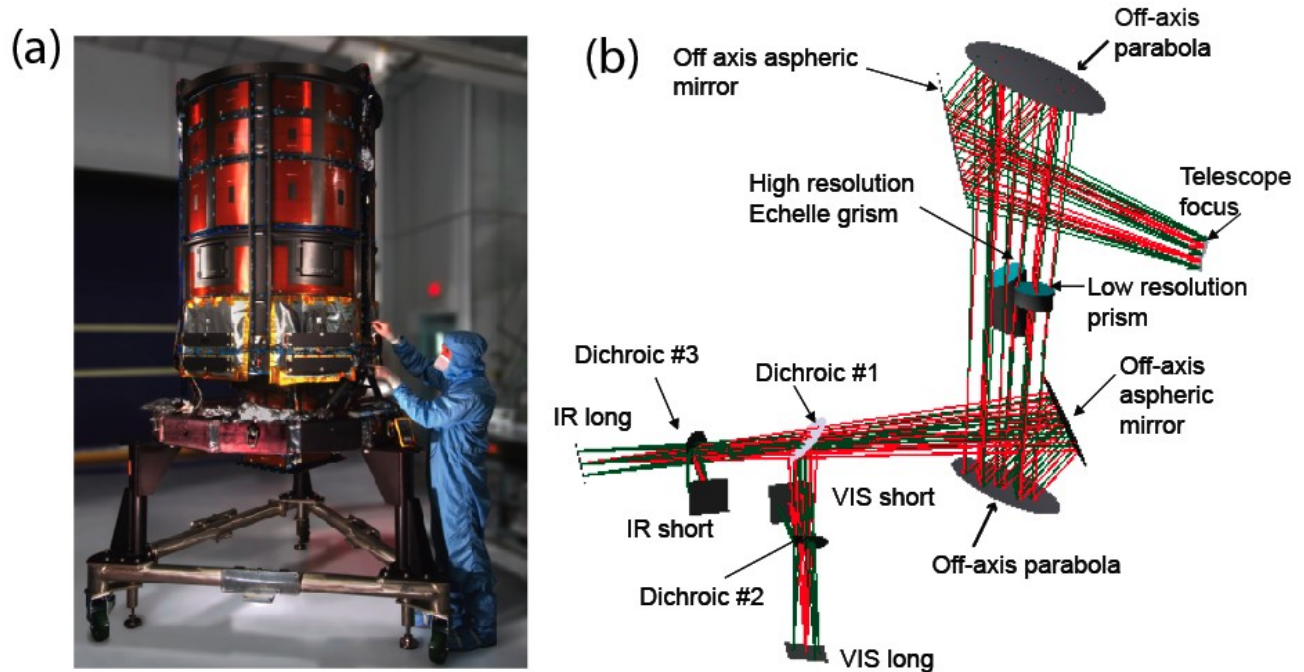 (a)
(b)
Off-axis
parabola
Off axis aspheric
mirror
High resolution
Echelle grism
Telescope
focus
Low resolution
prism
Dichroic #3
Dichroic #1
Off-axis
aspheric
mirror
IR long
VIS short
IR short
Off-axis parabola
Dichroic #2
VIS long